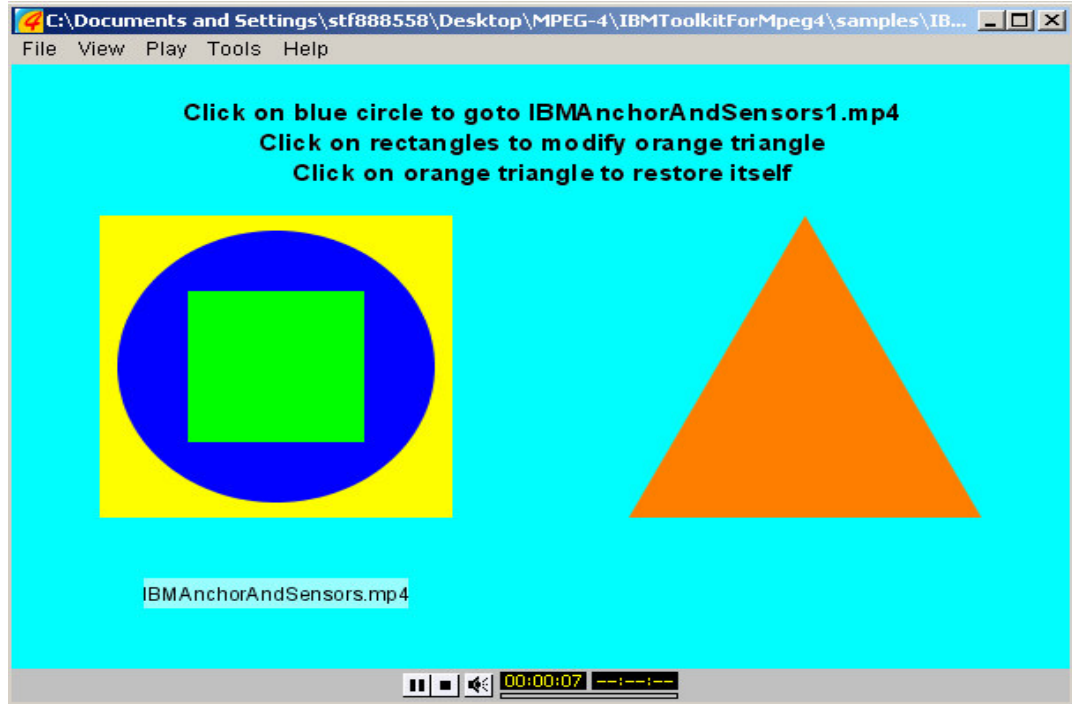 C:\Documents and Settings\stf888558\Desktop\MPEG-4\IBMToolkitForMpeg4\samples\IB...
File View Play Tools Help
Click on blue circle to goto IBMAnchorAndSensors1.mp4
Click on rectangles to modify orange triangle
Click on orange triangle to restore itself
IBMAnchorAndSensors.mp4
00:00:07 --:--:--